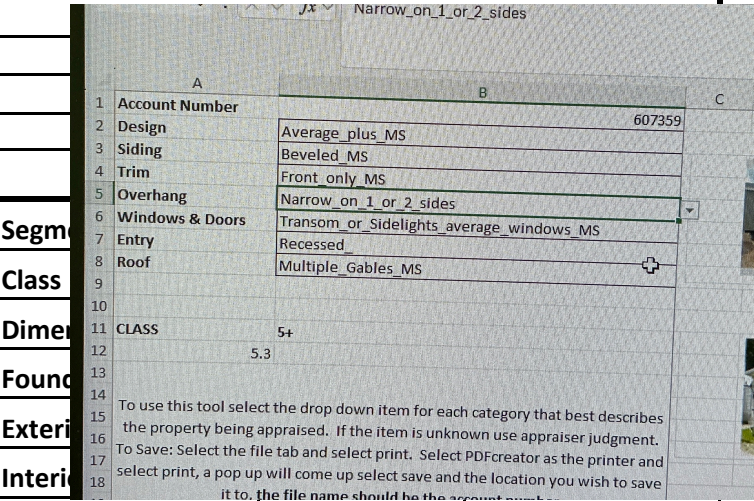 fx Narrow_on_1_or_2_sides
A B C
1 Account Number 607359
2 Design Average_plus_MS
3 Siding Beveled_MS
4 Trim Front_only_MS
5 Overhang Narrow_on_1_or_2_sides
6 Windows & Doors Transom_or_Sidelights_average_windows_MS
7 Entry Recessed_
8 Roof Multiple_Gables_MS
9
10
11 CLASS 5+
12 5.3
13
14
15 To use this tool select the drop down item for each category that best describes
16 the property being appraised. If the item is unknown use appraiser judgment.
17 To Save: Select the file tab and select print. Select PDFcreator as the printer and
18 select print, a pop up will come up select save and the location you wish to save
it to, the file name should be the account number
Segme
Class
Dimen
Found
Exteri
Interio